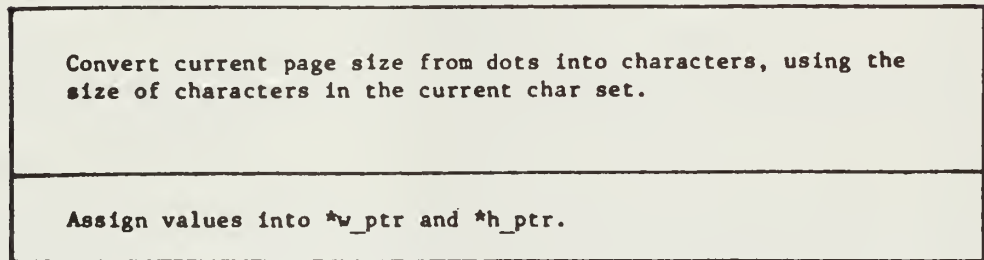 Convert current page size from dots into characters, using the
size of characters in the current char set.
Assign values into *w_ptr and *h_ptr.